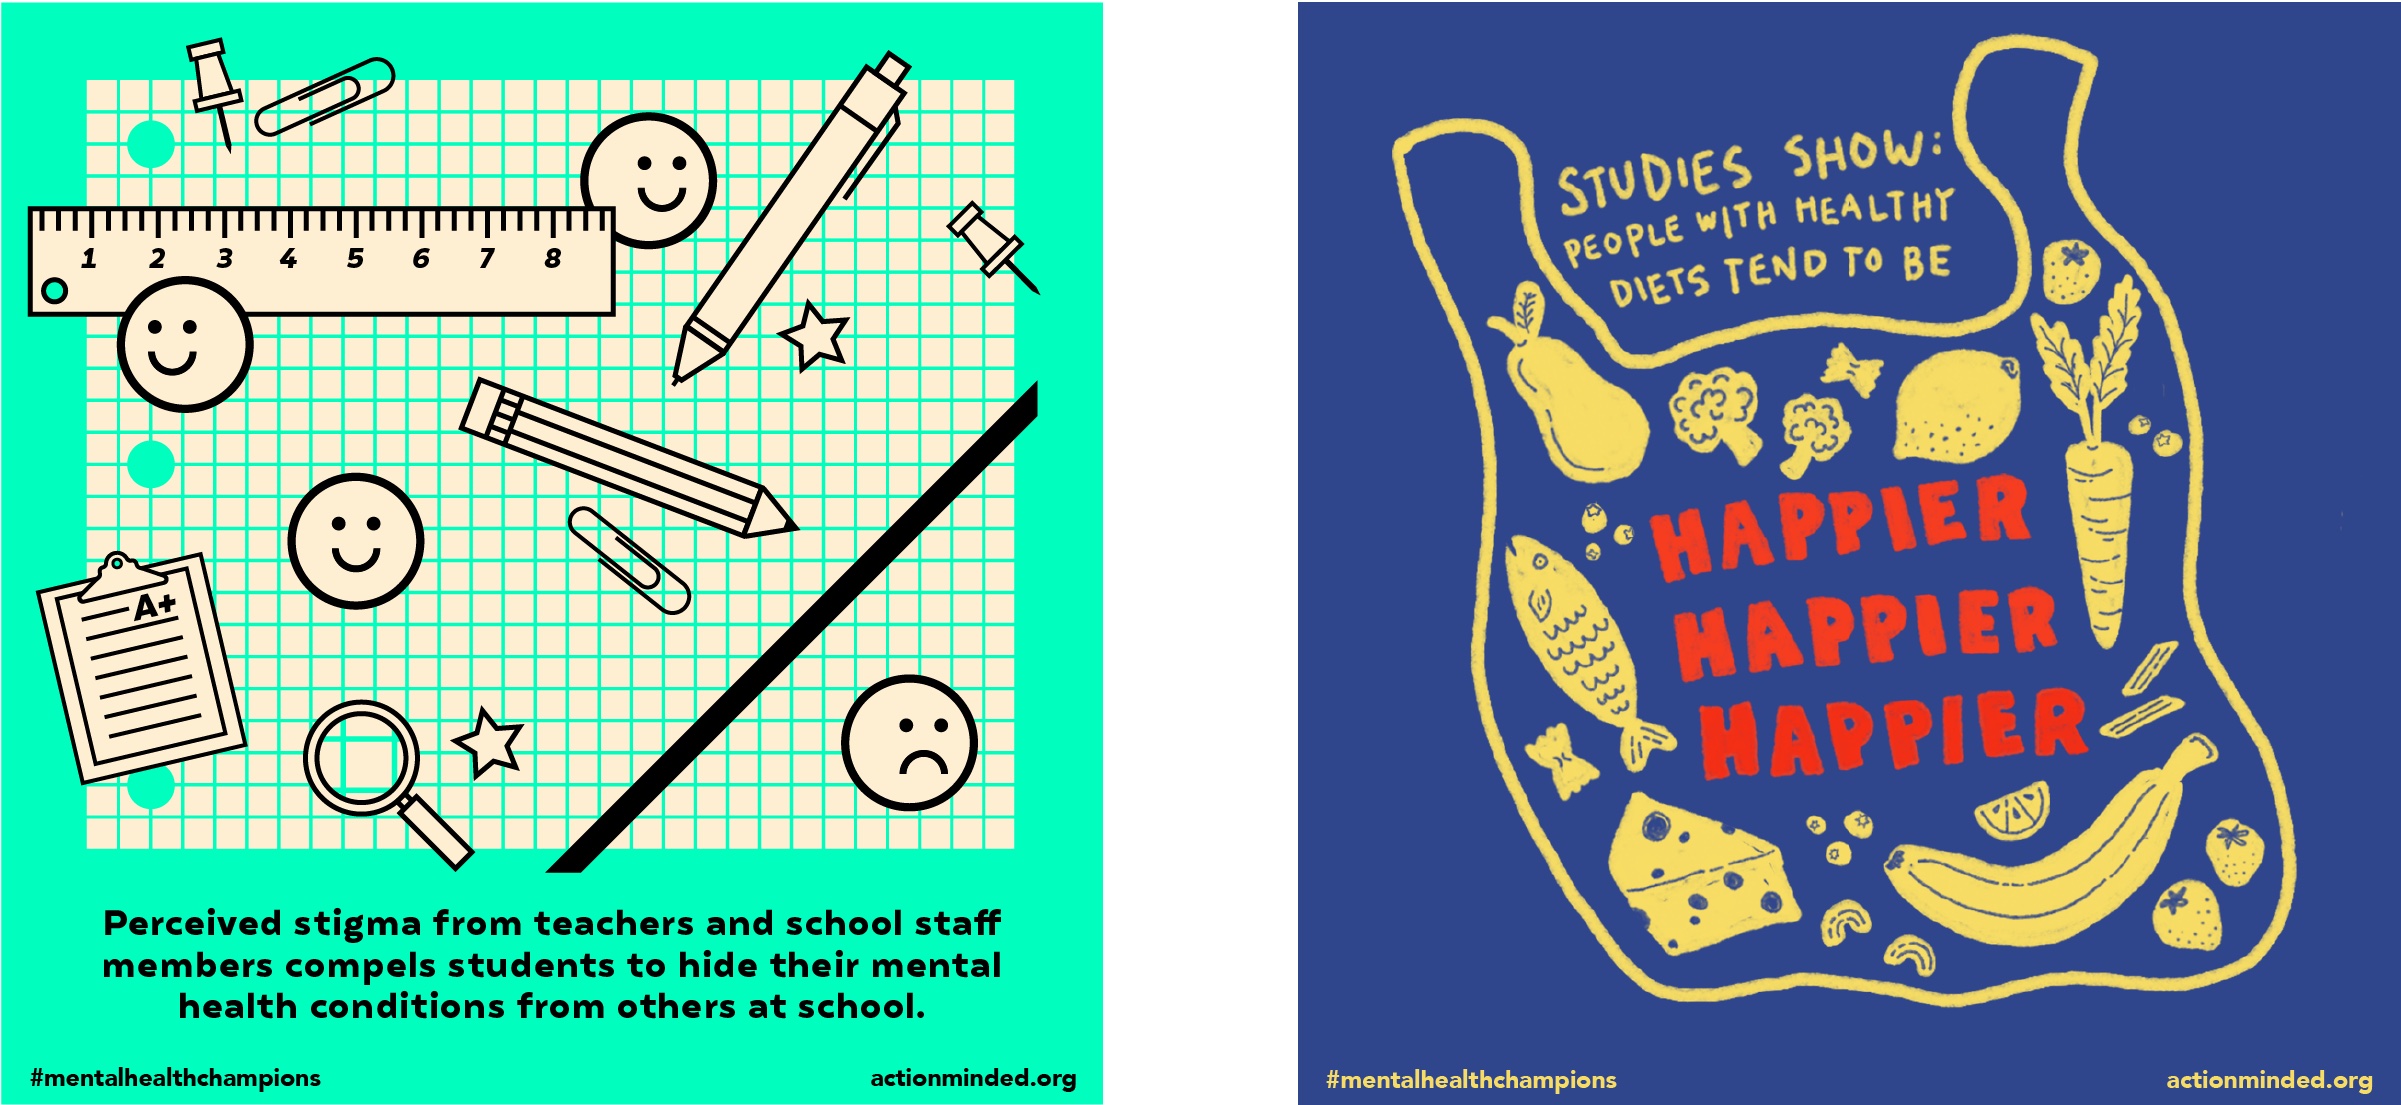 1 2 3 4 5 6 7 8
A+
Perceived stigma from teachers and school staff
members compels students to hide their mental
health conditions from others at school.
#mentalhealthchampions
actionminded.org
STUDIES SHOW:
PEOPLE WITH HEALTHY
DIETS TEND TO BE
HAPPIER
HAPPIER
HAPPIER
#mentalhealthchampions
actionminded.org